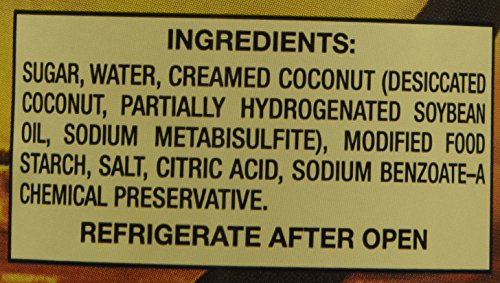 INGREDIENTS:
SUGAR, WATER, CREAMED COCONUT (DESICCATED
COCONUT, PARTIALLY HYDROGENATED SOYBEAN
OIL, SODIUM METABISULFITE), MODIFIED FOOD
STARCH, SALT, CITRIC ACID, SODIUM BENZOATE–A
CHEMICAL PRESERVATIVE.
REFRIGERATE AFTER OPEN